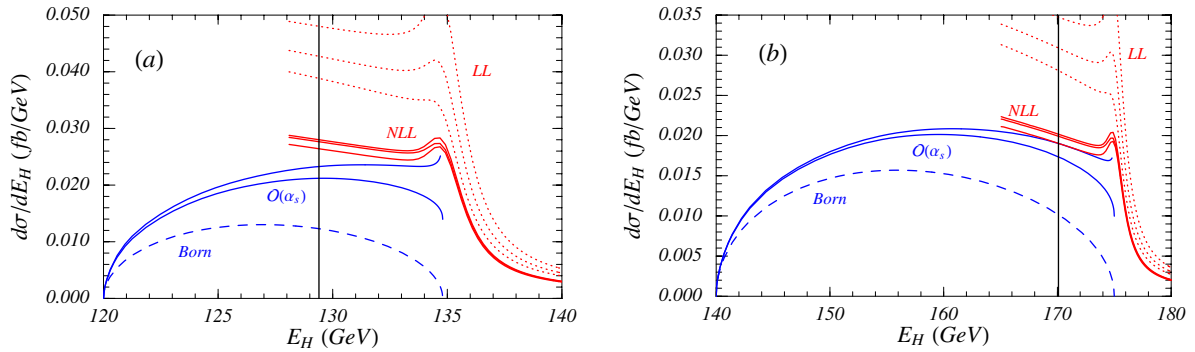 0.050
0.040
0.030
0.020
0.010
0.000
dσ/dE_H (fb/GeV)
(a)
LL
NLL
O(α_s)
Born
120
125
130
135
140
E_H (GeV)
0.035
0.030
0.025
0.020
0.015
0.010
0.005
0.000
dσ/dE_H (fb/GeV)
(b)
LL
NLL
O(α_s)
Born
140
150
160
170
180
E_H (GeV)